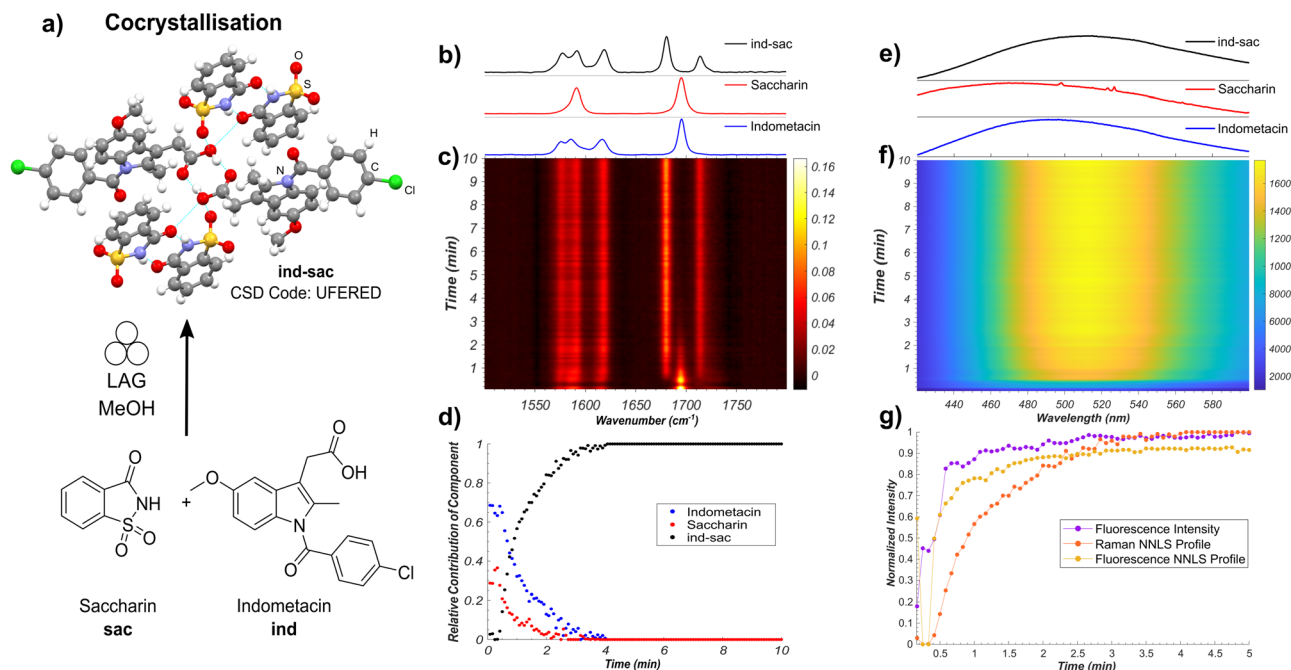 a)
Cocrystallisation
O
S
H
C
Cl
N
ind-sac
CSD Code: UFERED
LAG
MeOH
O
NH
S
O
O
+
O
OH
O
N
O
Cl
Saccharin
sac
Indometacin
ind
b)
ind-sac
Saccharin
Indometacin
c)
10
9
8
7
6
5
4
3
2
1
Time (min)
0.16
0.14
0.12
0.1
0.08
0.06
0.04
0.02
0
1550
1600
1650
1700
1750
Wavenumber (cm-1)
d)
1
0.8
0.6
0.4
0.2
0
Relative Contribution of Component
Indometacin
Saccharin
ind-sac
0
2
4
6
8
10
Time (min)
e)
ind-sac
Saccharin
Indometacin
f)
10
9
8
7
6
5
4
3
2
1
Time (min)
16000
14000
12000
10000
8000
6000
4000
2000
440
460
480
500
520
540
560
580
Wavelength (nm)
g)
1
0.9
0.8
0.7
0.6
0.5
0.4
0.3
0.2
0.1
0
Normalized Intensity
Fluorescence Intensity
Raman NNLS Profile
Fluorescence NNLS Profile
0.5
1
1.5
2
2.5
3
3.5
4
4.5
5
Time (min)